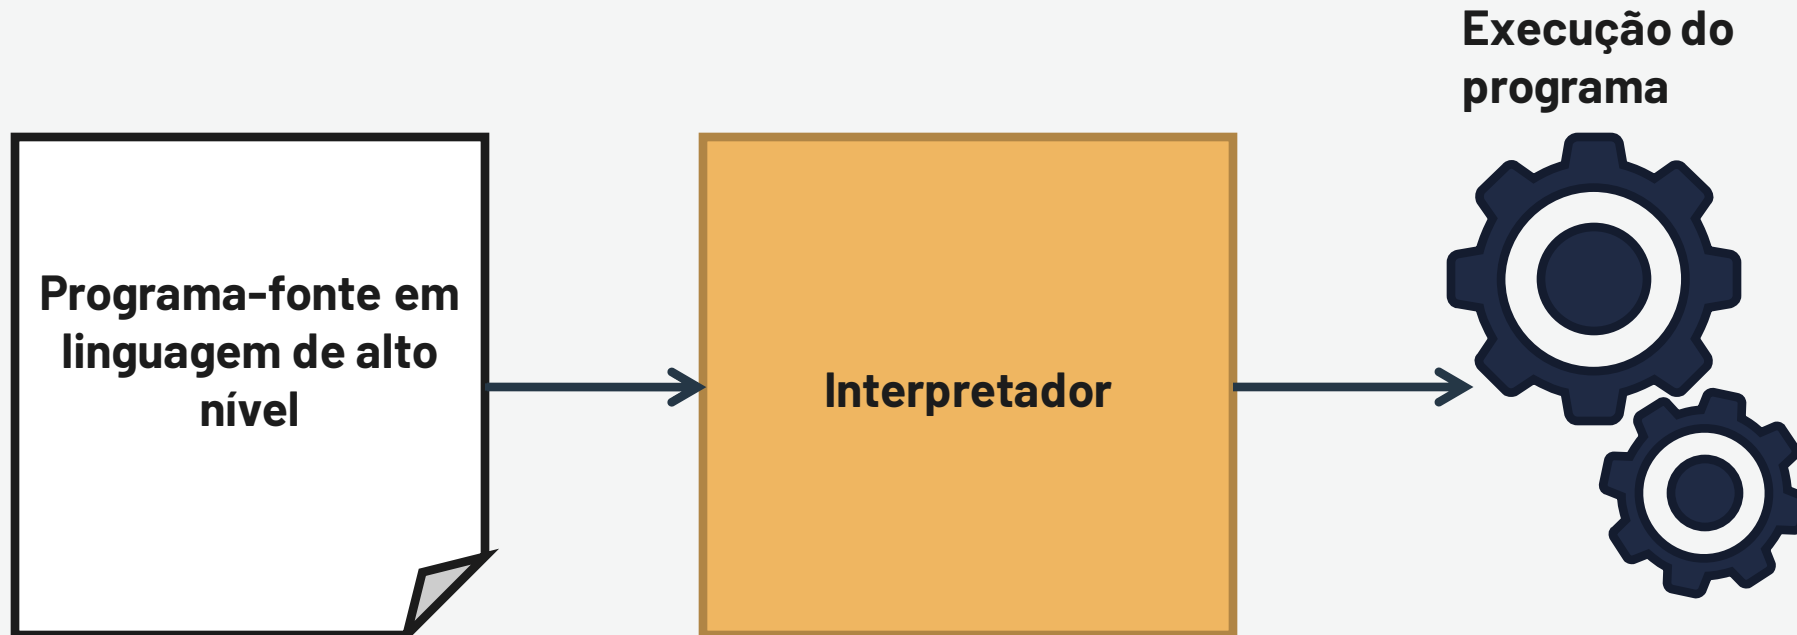 Execução do
programa
Programa-fonte em
linguagem de alto
nível
Interpretador